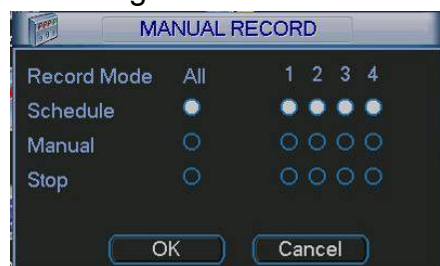 MANUAL RECORD
Record Mode All 1 2 3 4
Schedule
Manual
Stop
OK Cancel